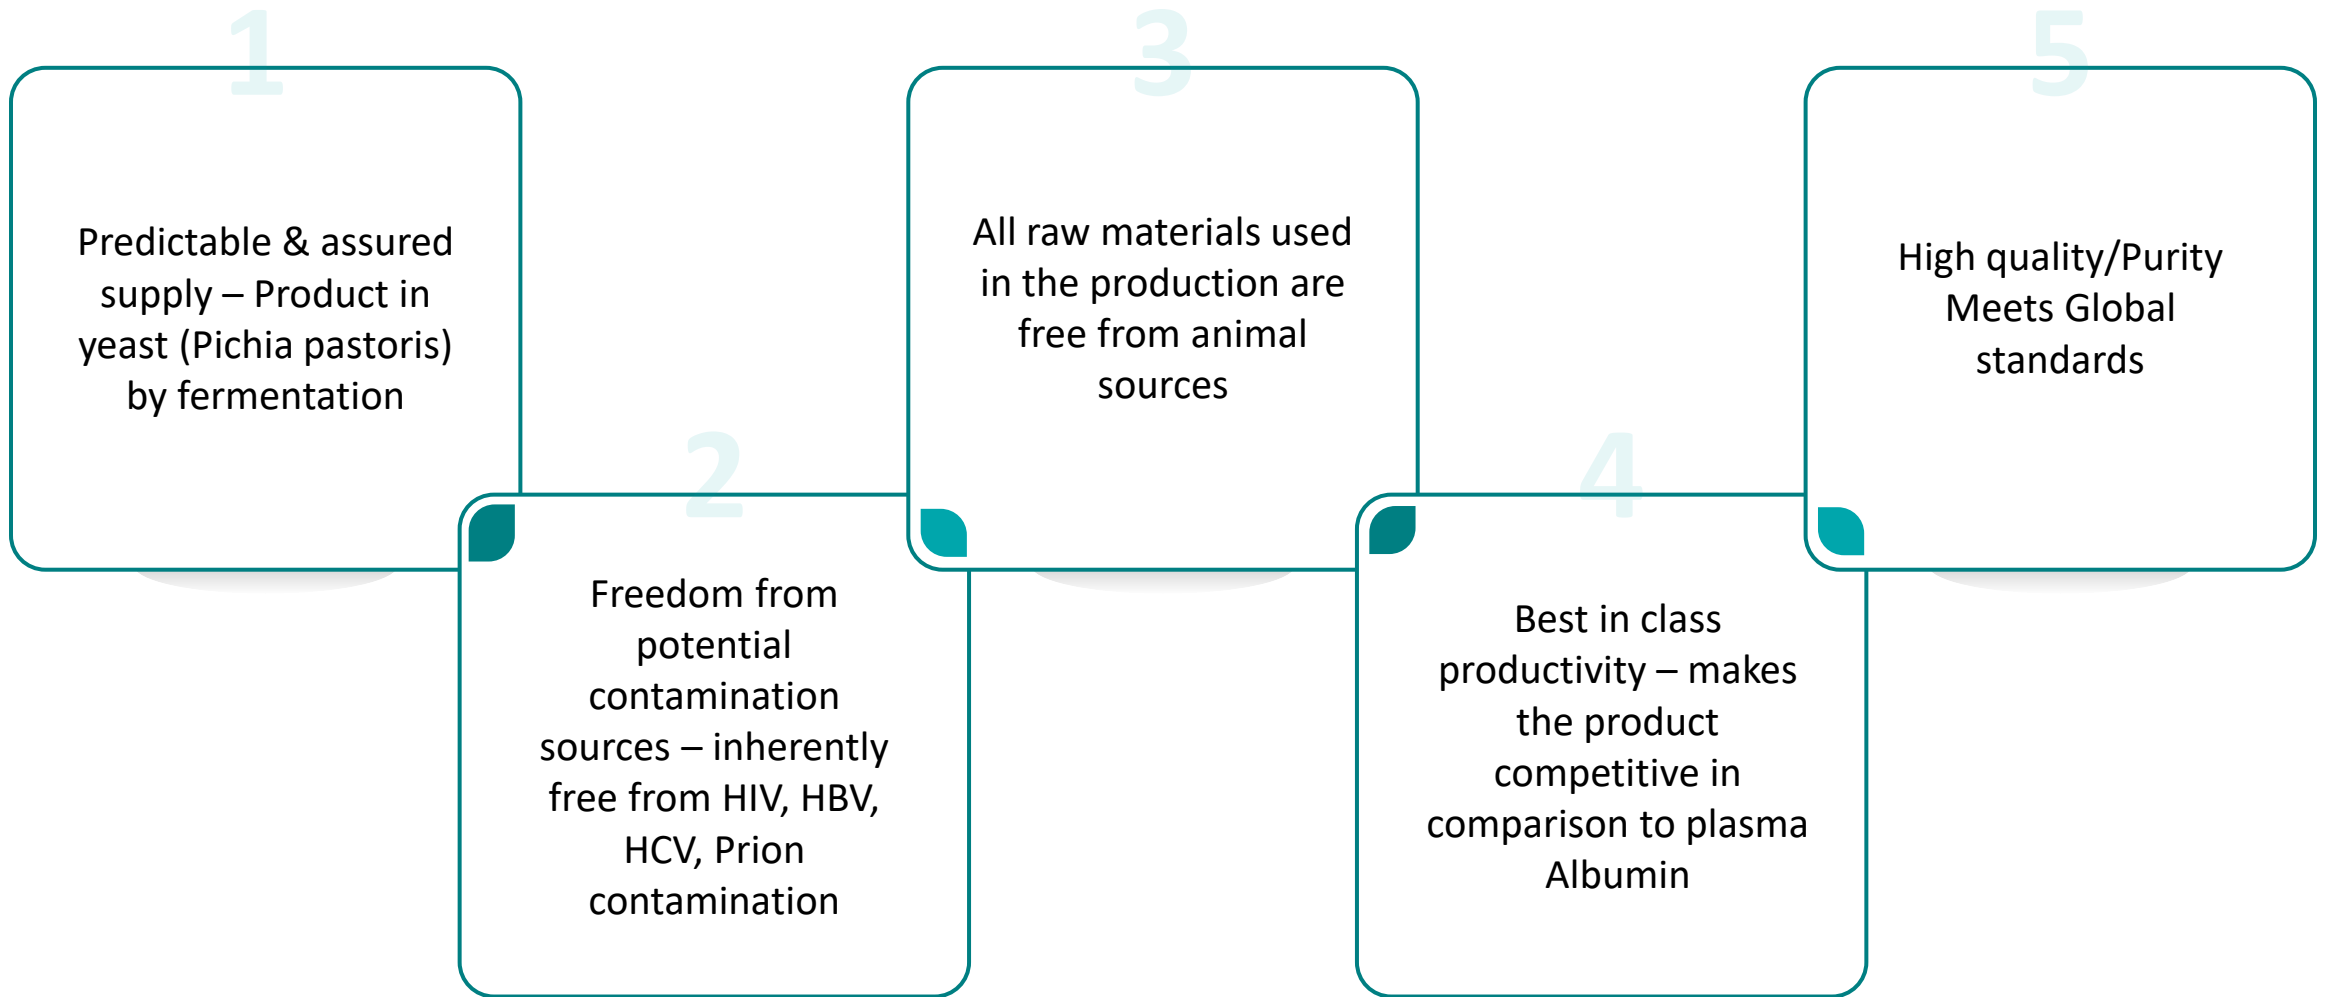 1
Predictable & assured
supply – Product in
yeast (Pichia pastoris)
by fermentation
2
Freedom from
potential
contamination
sources – inherently
free from HIV, HBV,
HCV, Prion
contamination
3
All raw materials used
in the production are
free from animal
sources
4
Best in class
productivity – makes
the product
competitive in
comparison to plasma
Albumin
5
High quality/Purity
Meets Global
standards